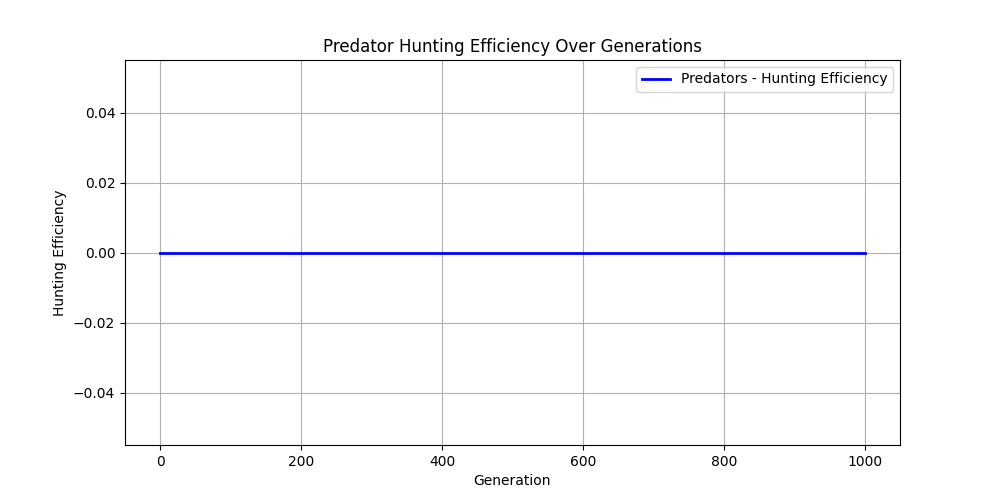 Predator Hunting Efficiency Over Generations
Predators - Hunting Efficiency
0.04
0.02
0.00
−0.02
−0.04
Hunting Efficiency
0 200 400 600 800 1000
Generation